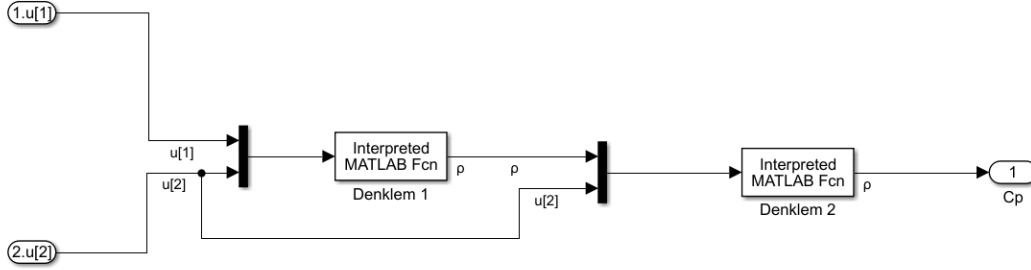 1.u[1]
u[1]
u[2]
Interpreted
MATLAB Fcn
Denklem 1
ρ
ρ
u[2]
Interpreted
MATLAB Fcn
Denklem 2
ρ
1
Cp
2.u[2]